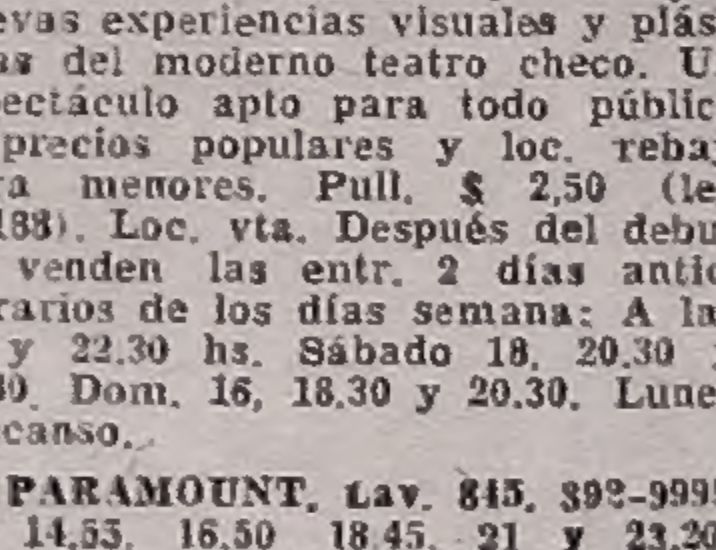 evas experiencias visuales y plás
as del moderno teatro checo. U
pectáculo apto para todo públic
precios populares y loc. reba
ra menores. Pull. $ 2,50 (le
188). Loc. vta. Después del debu
venden las entr. 2 días antic
rarios de los días semana: A la
y 22.30 hs. Sábado 18, 20.30
30. Dom. 16, 18.30 y 20.30. Lune
canso.
PARAMOUNT. Lav. 845. 392-999
14.55. 16.50 18.45. 21 y 23.20